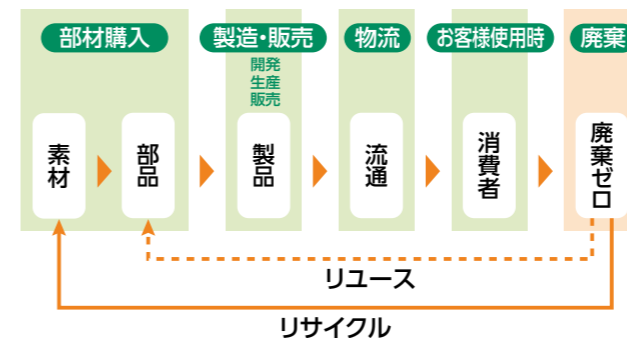 部材購入
製造・販売
物流
お客様使用時
廃棄
開発
生産
販売
素材
部品
製品
流通
消費者
廃棄ゼロ
リユース
リサイクル